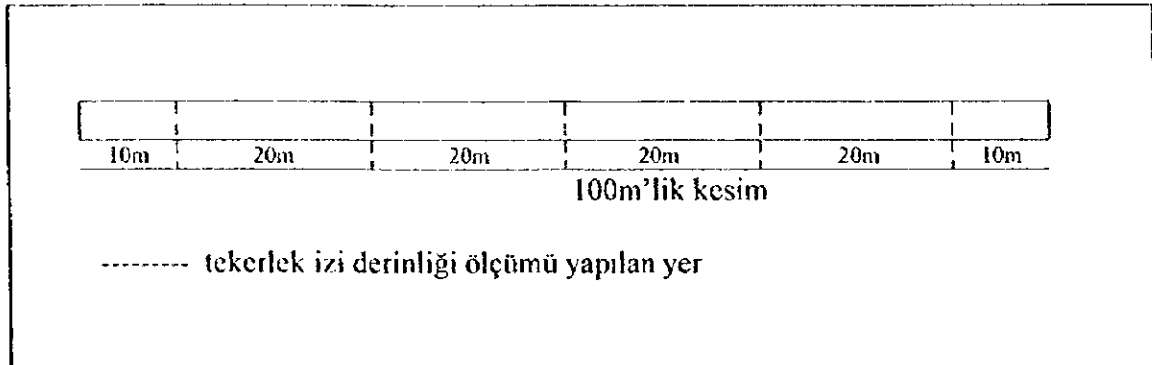 10m 20m 20m 20m 20m 10m
100m'lik kesim
-------- tekerlek izi derinliği ölçümü yapılan yer